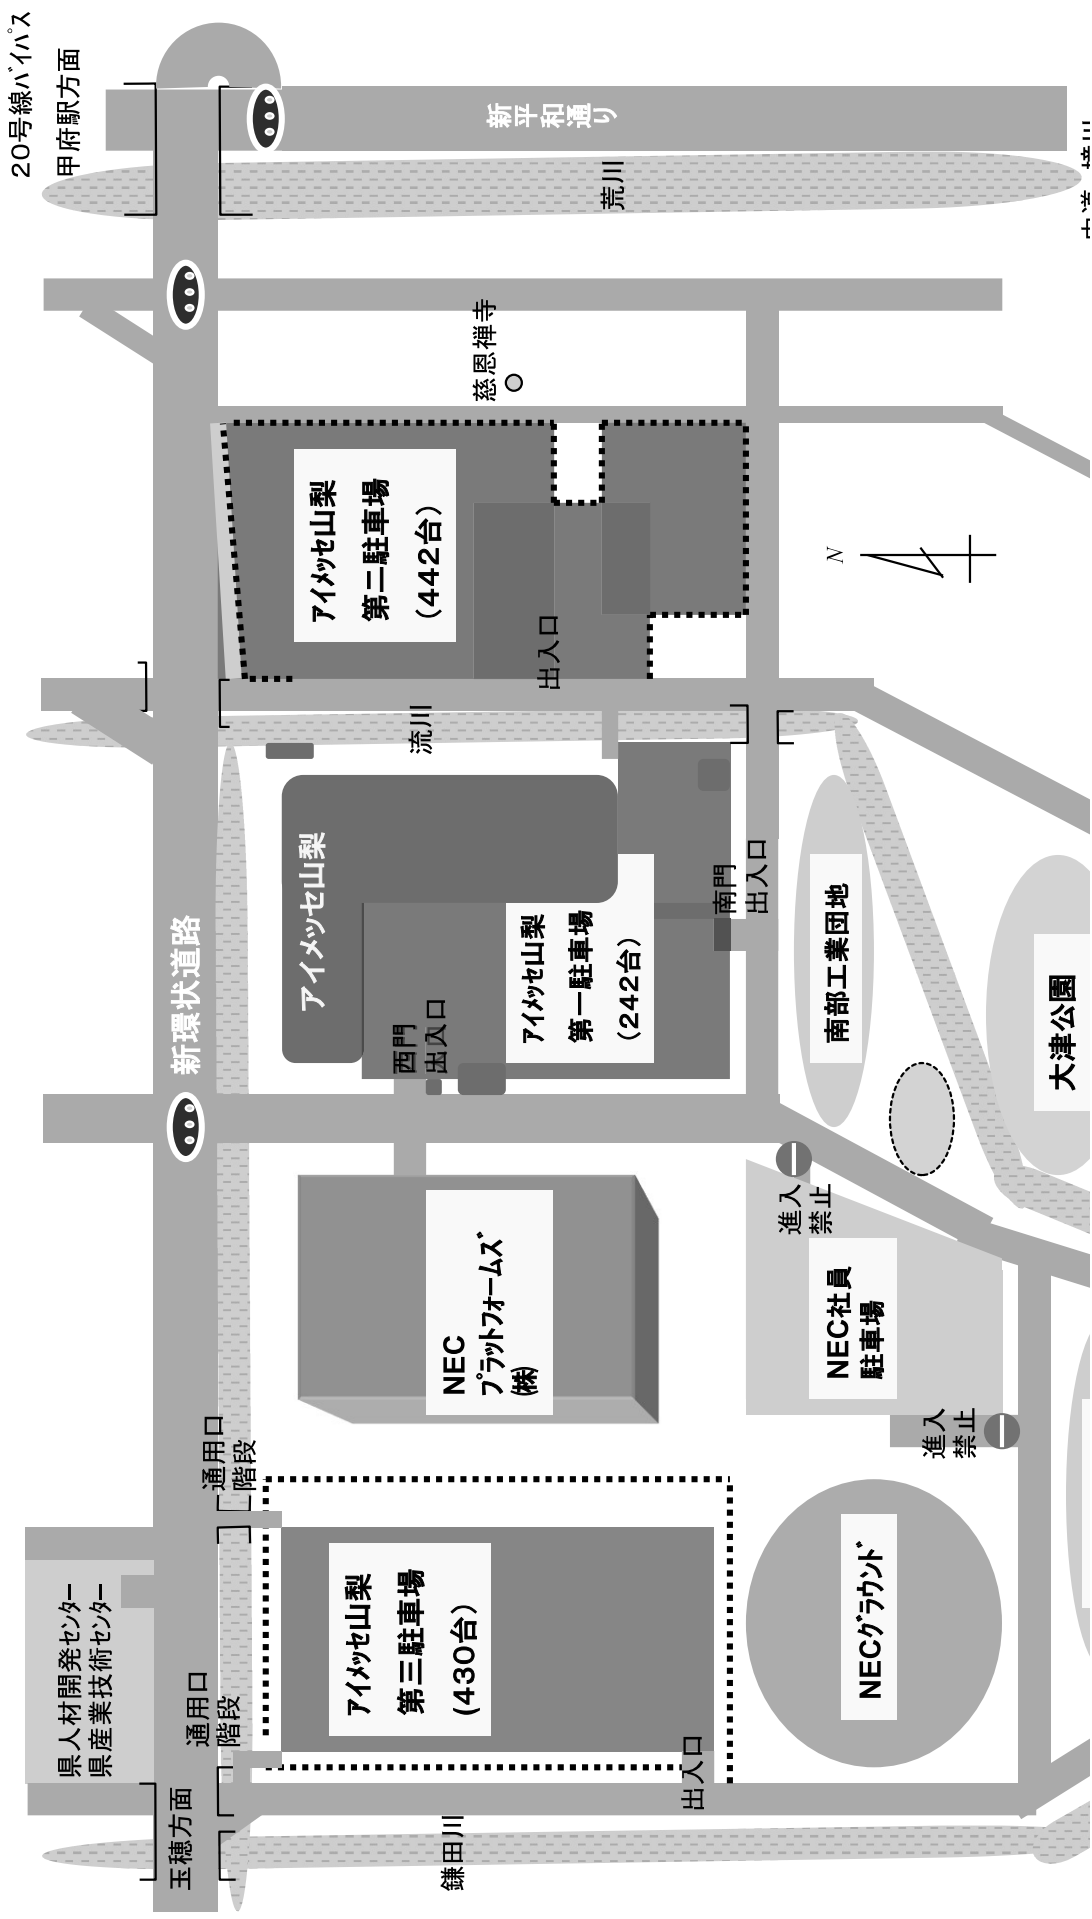 20号線バイパス
甲府駅方面
新平和通り
荒川
慈恩禅寺
アイメッセ山梨
第二駐車場
(442台)
出入口
N
流川
アイメッセ山梨
新環状道路
アイメッセ山梨
第一駐車場
(242台)
南門
出入口
西門
出入口
南部工業団地
大津公園
NEC
プラットフォームズ
㈱
進入
禁止
NEC社員
駐車場
進入
禁止
通用口
階段
アイメッセ山梨
第三駐車場
(430台)
NECグラウンド
県人材開発センター
県産業技術センター
通用口
階段
出入口
玉穂方面
鎌田川